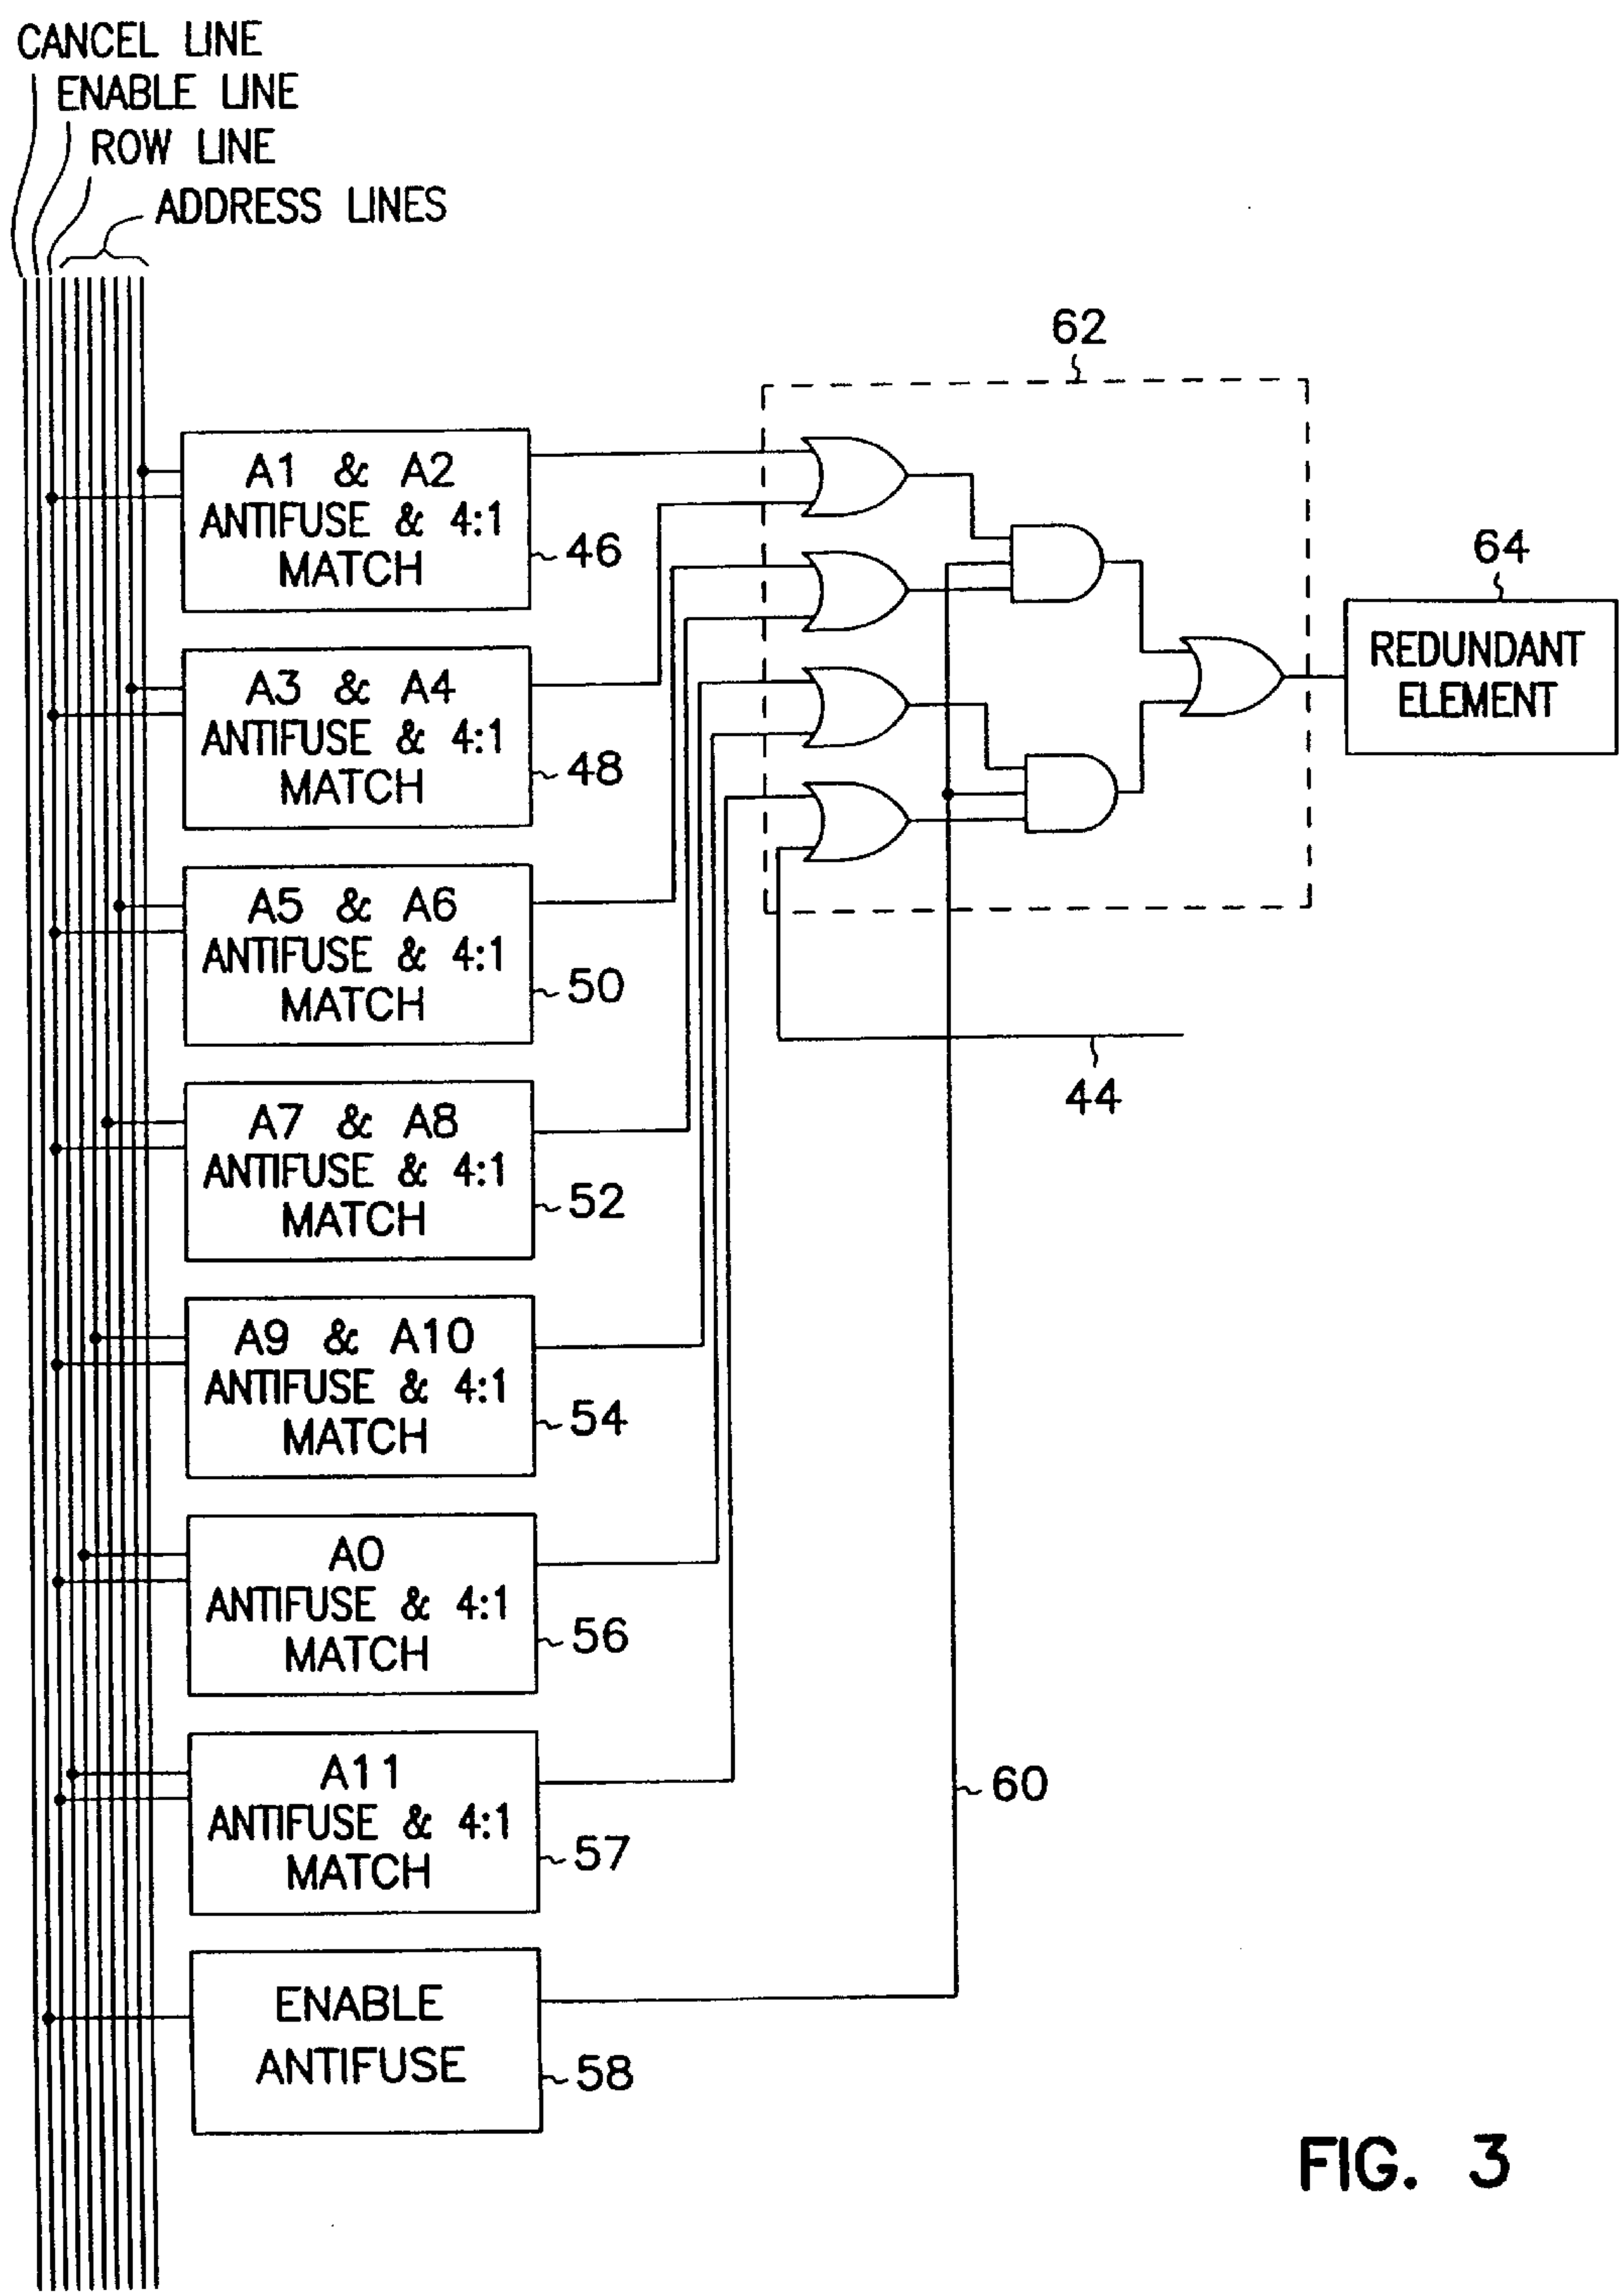 CANCEL LINE
ENABLE LINE
ROW LINE
ADDRESS LINES
62
A1 & A2
ANTIFUSE & 4:1
MATCH
46
64
REDUNDANT
ELEMENT
A3 & A4
ANTIFUSE & 4:1
MATCH
48
A5 & A6
ANTIFUSE & 4:1
MATCH
50
44
A7 & A8
ANTIFUSE & 4:1
MATCH
52
A9 & A10
ANTIFUSE & 4:1
MATCH
54
A0
ANTIFUSE & 4:1
MATCH
56
A11
ANTIFUSE & 4:1
MATCH
57
60
ENABLE
ANTIFUSE
58
FIG. 3